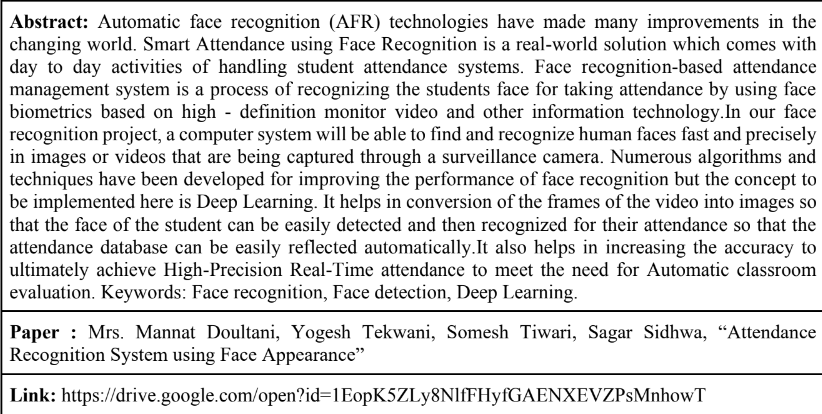 Abstract: Automatic face recognition (AFR) technologies have made many improvements in the
changing world. Smart Attendance using Face Recognition is a real-world solution which comes with
day to day activities of handling student attendance systems. Face recognition-based attendance
management system is a process of recognizing the students face for taking attendance by using face
biometrics based on high - definition monitor video and other information technology.In our face
recognition project, a computer system will be able to find and recognize human faces fast and precisely
in images or videos that are being captured through a surveillance camera. Numerous algorithms and
techniques have been developed for improving the performance of face recognition but the concept to
be implemented here is Deep Learning. It helps in conversion of the frames of the video into images so
that the face of the student can be easily detected and then recognized for their attendance so that the
attendance database can be easily reflected automatically.It also helps in increasing the accuracy to
ultimately achieve High-Precision Real-Time attendance to meet the need for Automatic classroom
evaluation. Keywords: Face recognition, Face detection, Deep Learning.
Paper : Mrs. Mannat Doultani, Yogesh Tekwani, Somesh Tiwari, Sagar Sidhwa, “Attendance
Recognition System using Face Appearance”
Link: https://drive.google.com/open?id=1EopK5ZLy8NlfFHyfGAENXEVZPsMnhowT